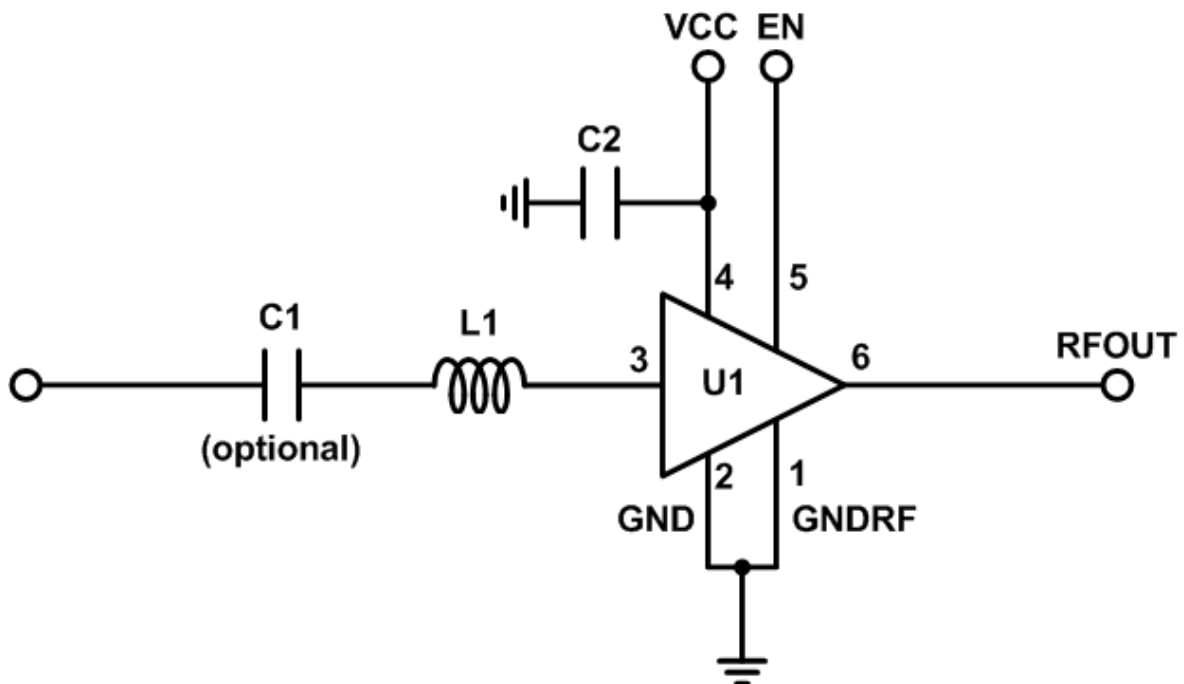 VCC EN
C2
4 5
C1 L1
3 U1 6 RFOUT
(optional)
2 1
GND GNDRF